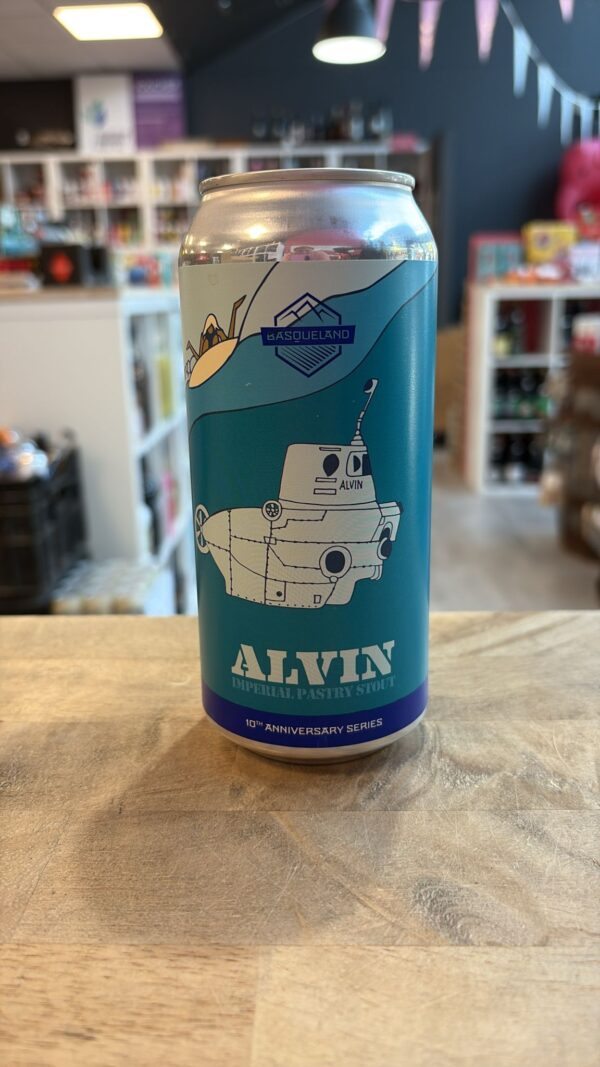 BASQUELAND
ALVIN
ALVIN
IMPERIAL PASTRY STOUT
10TH ANNIVERSARY SERIES